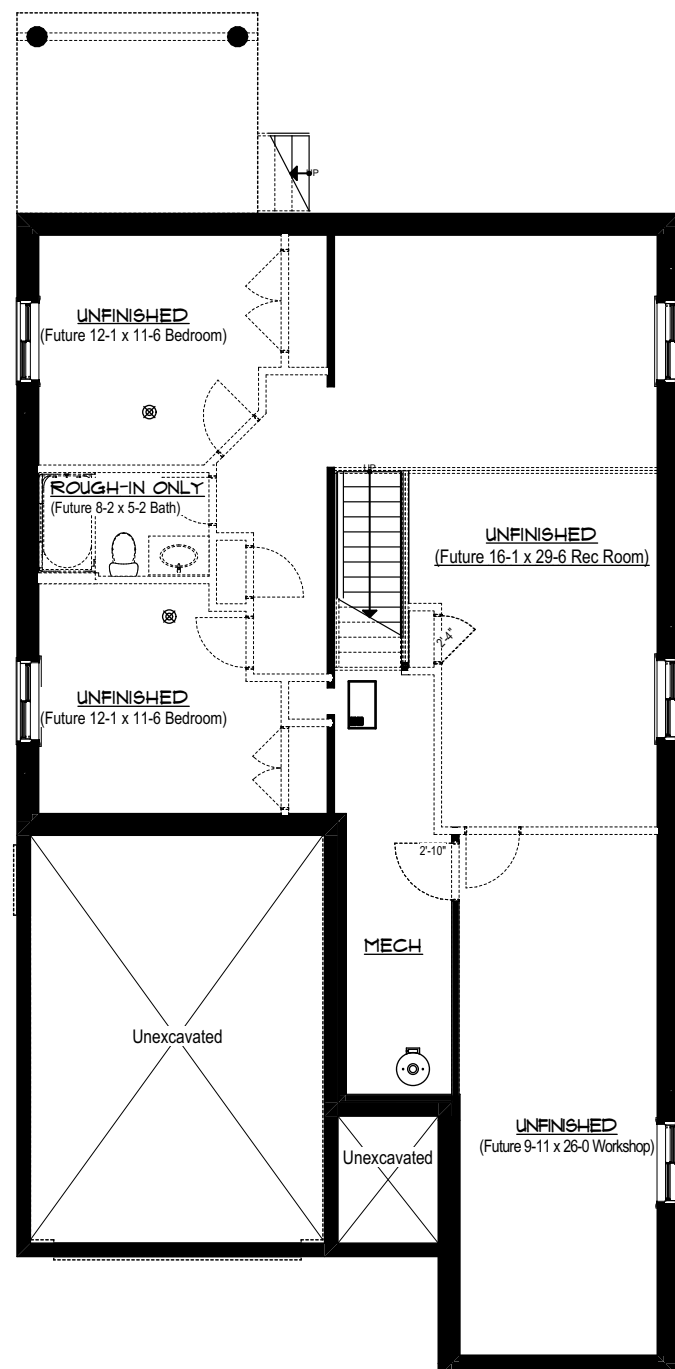 UP
UNFINISHED
(Future 12-1 x 11-6 Bedroom)
UP
ROUGH-IN ONLY
(Future 8-2 x 5-2 Bath)
UNFINISHED
(Future 16-1 x 29-6 Rec Room)
2'-4"
UNFINISHED
(Future 12-1 x 11-6 Bedroom)
2'-10"
MECH
Unexcavated
UNFINISHED
(Future 9-11 x 26-0 Workshop)
Unexcavated